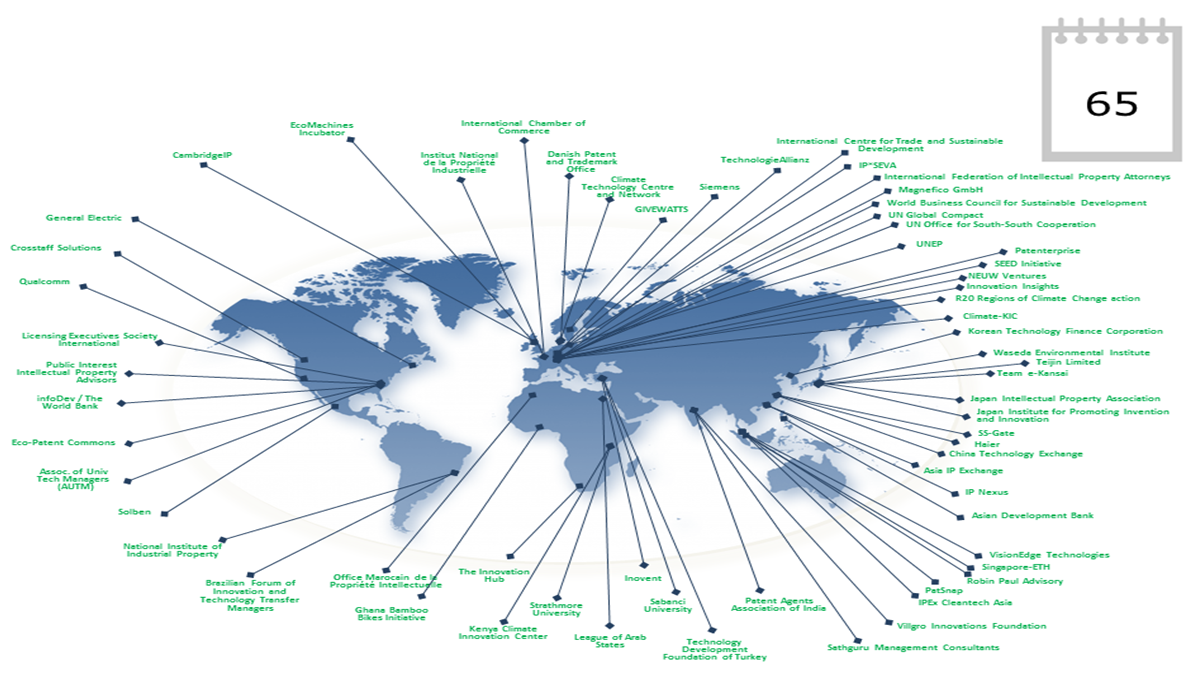 65
EcoMachines
Incubator
International Chamber of
Commerce
CambridgeIP
Institut National
de la Propriété
Industrielle
Danish Patent
and Trademark
Office
Climate
Technology Centre
and Network
GIVEWATTS
Siemens
TechnologieAllianz
International Centre for Trade and Sustainable
Development
IP*SEVA
International Federation of Intellectual Property Attorneys
Magnefico GmbH
World Business Council for Sustainable Development
UN Global Compact
UN Office for South-South Cooperation
UNEP
Patenterprise
SEED Initiative
NEUW Ventures
Innovation Insights
R20 Regions of Climate Change action
Climate-KIC
Korean Technology Finance Corporation
Waseda Environmental Institute
Teijin Limited
Team e-Kansai
Japan Intellectual Property Association
Japan Institute for Promoting Invention
and Innovation
SS-Gate
Haier
China Technology Exchange
Asia IP Exchange
IP Nexus
Asian Development Bank
VisionEdge Technologies
Singapore-ETH
Robin Paul Advisory
PatSnap
IPEx Cleantech Asia
Villgro Innovations Foundation
Sathguru Management Consultants
General Electric
Crosstaff Solutions
Qualcomm
Licensing Executives Society
International
Public Interest
Intellectual Property
Advisors
infoDev / The
World Bank
Eco-Patent Commons
Assoc. of Univ
Tech Managers
(AUTM)
Solben
National Institute of
Industrial Property
Brazilian Forum of
Innovation and
Technology Transfer
Managers
Office Marocain de la
Propriété Intellectuelle
Ghana Bamboo
Bikes Initiative
The Innovation
Hub
Kenya Climate
Innovation Center
Strathmore
University
League of Arab
States
Inovent
Sabanci
University
Technology
Development
Foundation of Turkey
Patent Agents
Association of India